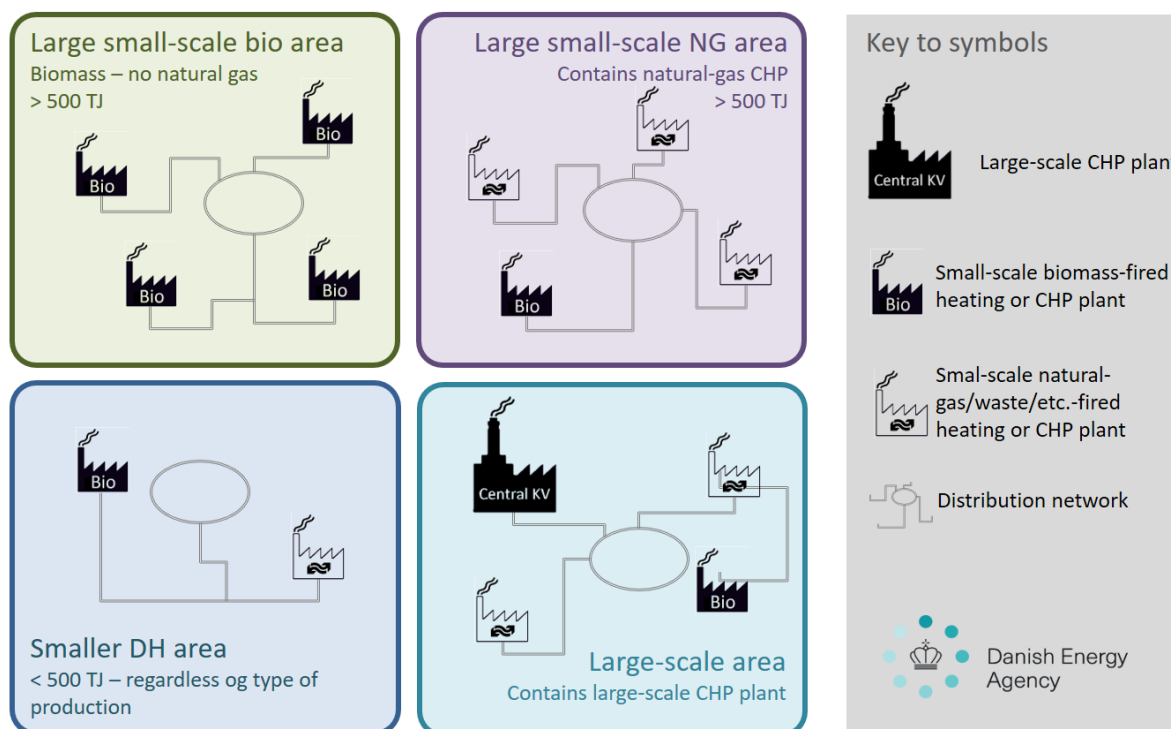 Large small-scale bio area
Biomass – no natural gas
> 500 TJ
Bio
Bio
Bio
Bio
Large small-scale NG area
Contains natural-gas CHP
> 500 TJ
Bio
Bio
Smaller DH area
< 500 TJ – regardless og type of
production
Central KV
Bio
Large-scale area
Contains large-scale CHP plant
Key to symbols
Central KV
Large-scale CHP plant
Bio
Small-scale biomass-fired
heating or CHP plant
Smal-scale natural-
gas/waste/etc.-fired
heating or CHP plant
Distribution network
Danish Energy
Agency